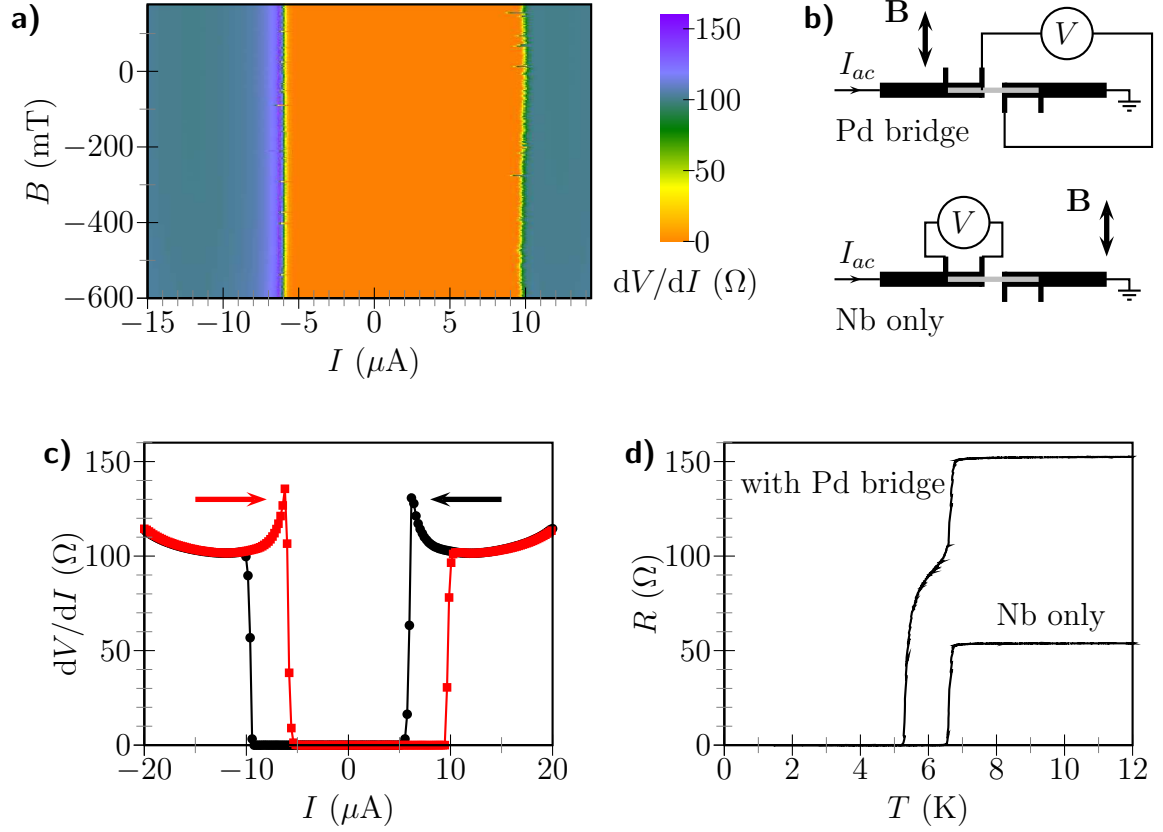 a)
0
−200
−400
−600
B (mT)
−15
−10
−5
0
5
10
I (µA)
150
100
50
0
dV/dI (Ω)
b)
B
V
I_ac
Pd bridge
V
B
I_ac
Nb only
c)
150
100
50
0
dV/dI (Ω)
−20
−10
0
10
20
I (µA)
d)
150
100
50
0
R (Ω)
with Pd bridge
Nb only
0
2
4
6
8
10
12
T (K)